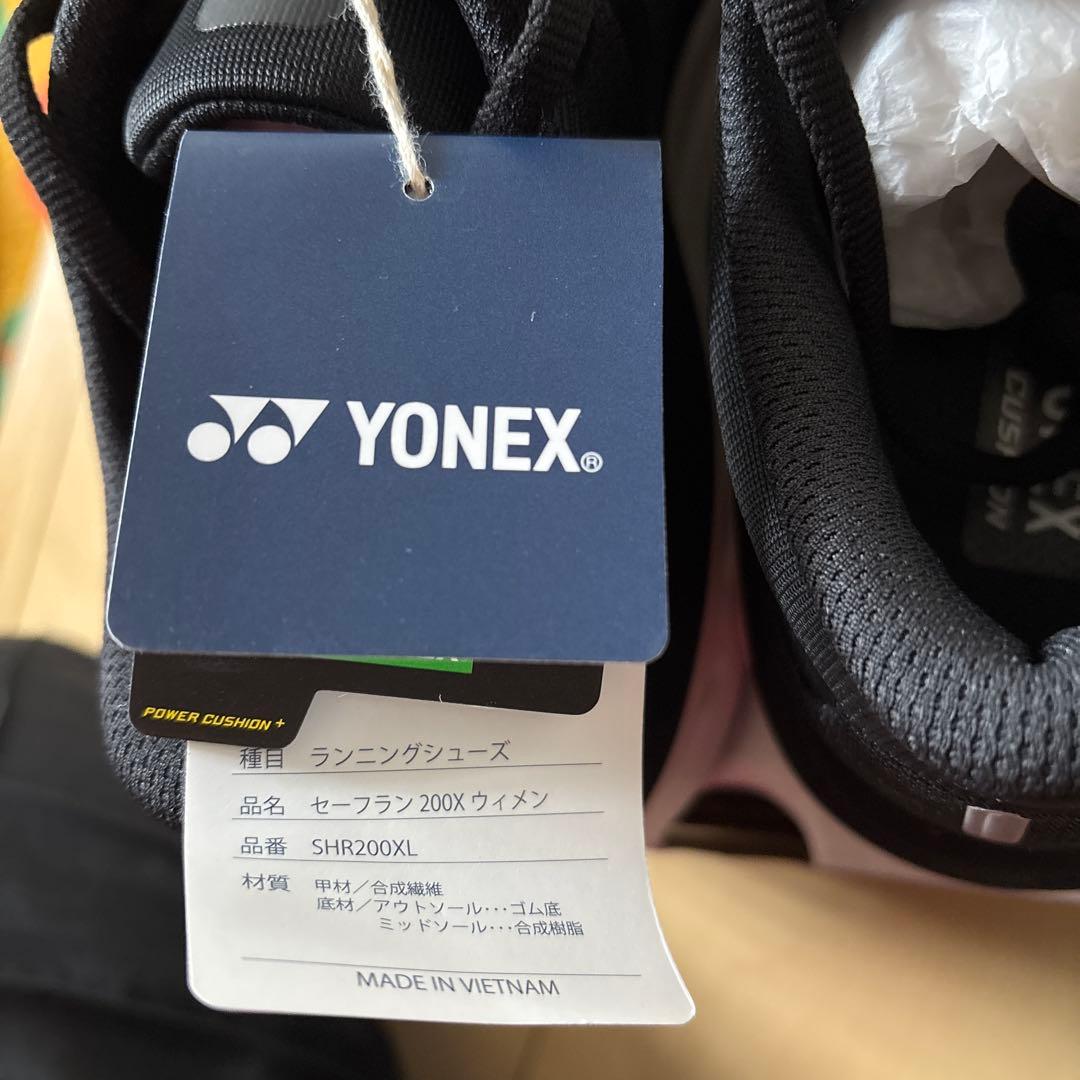 YONEX®
POWER CUSHION +
種目 ランニングシューズ
品名 セーフラン 200X ウィメン
品番 SHR200XL
材質 甲材／合成繊維
底材／アウトソール･･･ゴム底
ミッドソール･･･合成樹脂
MADE IN VIETNAM